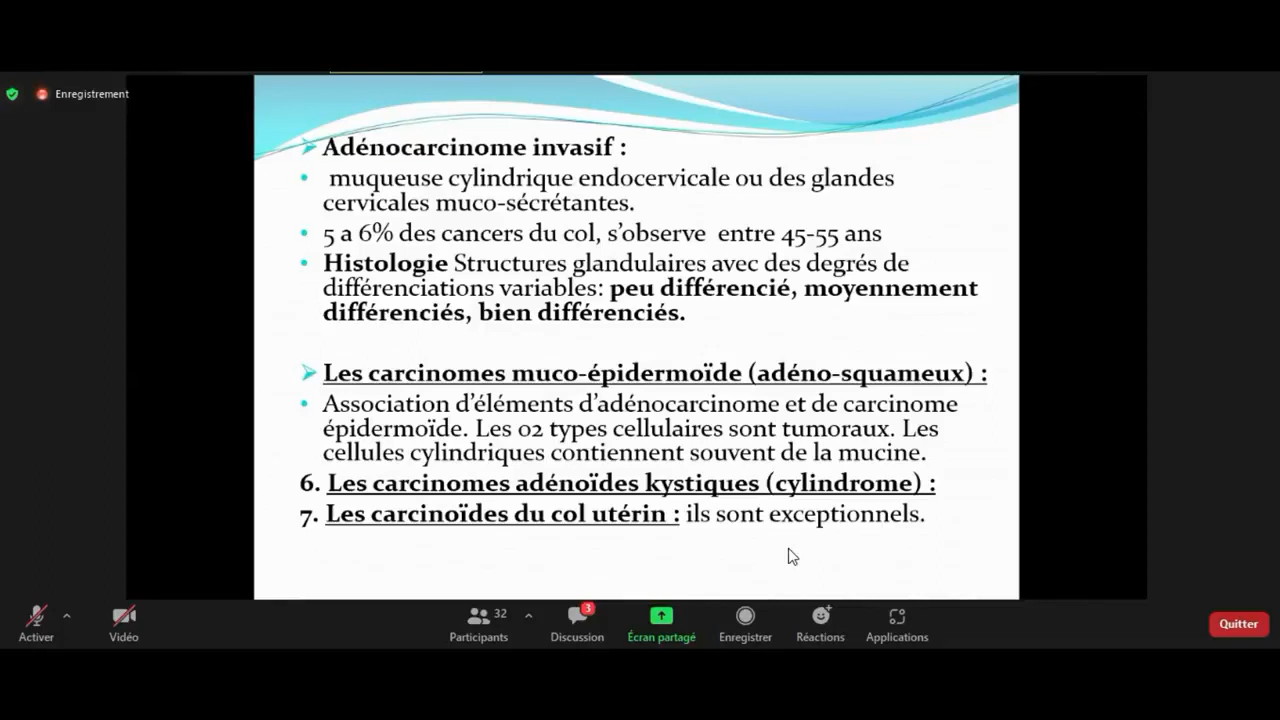 Enregistrement
Adénocarcinome invasif :
muqueuse cylindrique endocervicale ou des glandes
cervicales muco-sécrétantes.
5 a 6% des cancers du col, s’observe entre 45-55 ans
Histologie Structures glandulaires avec des degrés de
différenciations variables: peu différencié, moyennement
différenciés, bien différenciés.
Les carcinomes muco-épidermoïde (adéno-squameux) :
Association d’éléments d’adénocarcinome et de carcinome
épidermoïde. Les 02 types cellulaires sont tumoraux. Les
cellules cylindriques contiennent souvent de la mucine.
6. Les carcinomes adénoïdes kystiques (cylindrome) :
7. Les carcinoïdes du col utérin : ils sont exceptionnels.
32
3
Activer
Vidéo
Participants
Discussion
Écran partagé
Enregistrer
Réactions
Applications
Quitter